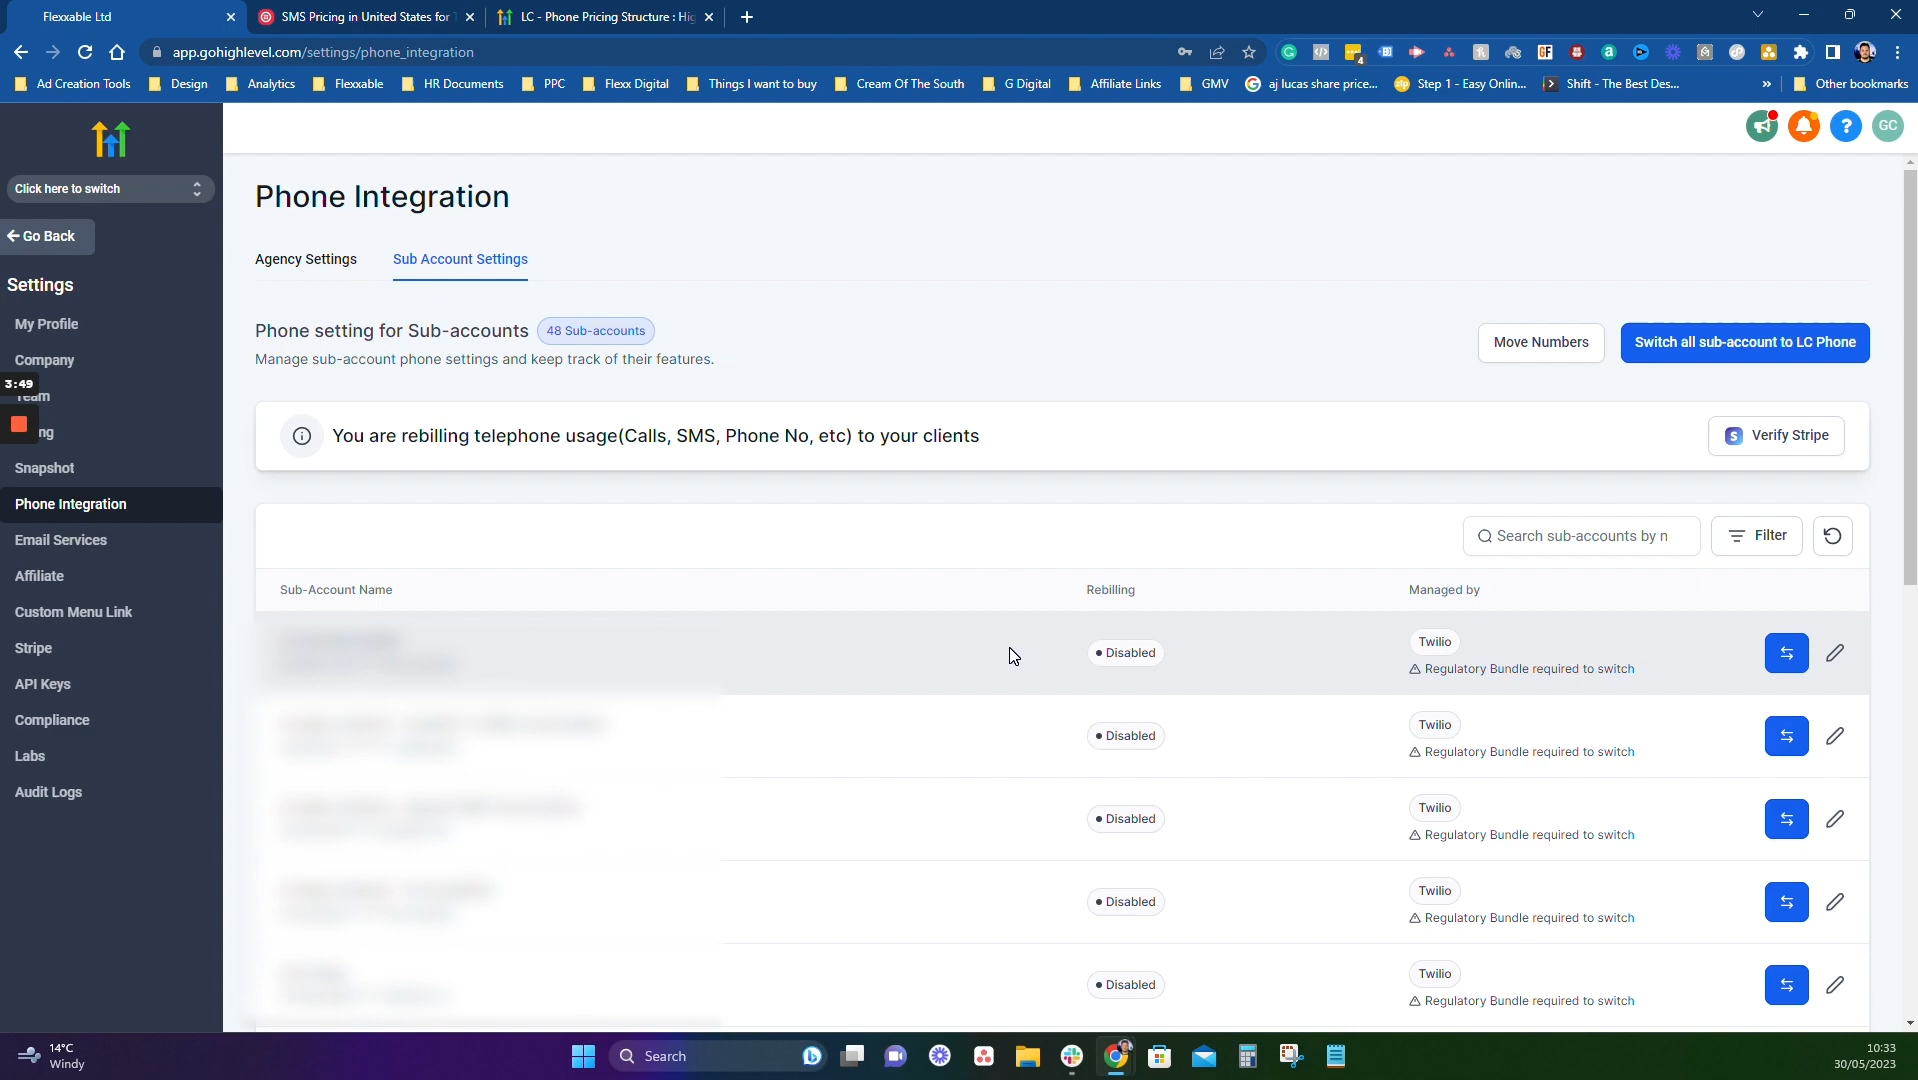 Flexxable Ltd
SMS Pricing in United States for
LC - Phone Pricing Structure : Hig
app.gohighlevel.com/settings/phone_integration
4
GF
Ad Creation Tools
Design
Analytics
Flexxable
HR Documents
PPC
Flexx Digital
Things I want to buy
Cream Of The South
G Digital
Affiliate Links
GMV
aj lucas share price...
Step 1 - Easy Onlin...
Shift - The Best Des...
»
Other bookmarks
?
GC
Click here to switch
Go Back
Settings
My Profile
Company
3:49
Team
ng
Snapshot
Phone Integration
Email Services
Affiliate
Custom Menu Link
Stripe
API Keys
Compliance
Labs
Audit Logs
Phone Integration
Agency Settings
Sub Account Settings
Phone setting for Sub-accounts
48 Sub-accounts
Manage sub-account phone settings and keep track of their features.
Move Numbers
Switch all sub-account to LC Phone
You are rebilling telephone usage(Calls, SMS, Phone No, etc) to your clients
S Verify Stripe
Search sub-accounts by n
Filter
Sub-Account Name
Rebilling
Managed by
Disabled
Twilio
Regulatory Bundle required to switch
Disabled
Twilio
Regulatory Bundle required to switch
Disabled
Twilio
Regulatory Bundle required to switch
Disabled
Twilio
Regulatory Bundle required to switch
Disabled
Twilio
Regulatory Bundle required to switch
14°C
Windy
Search
10:33
30/05/2023